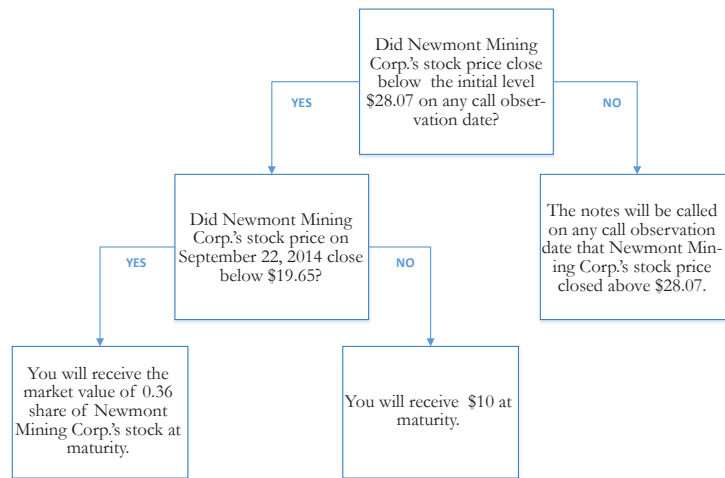 Did Newmont Mining
Corp.'s stock price close
below the initial level
$28.07 on any call obser-
vation date?
YES
NO
Did Newmont Mining
Corp.'s stock price on
September 22, 2014 close
below $19.65?
The notes will be called
on any call observation
date that Newmont Min-
ing Corp.'s stock price
closed above $28.07.
YES
NO
You will receive the
market value of 0.36
share of Newmont
Mining Corp.'s stock at
maturity.
You will receive $10 at
maturity.